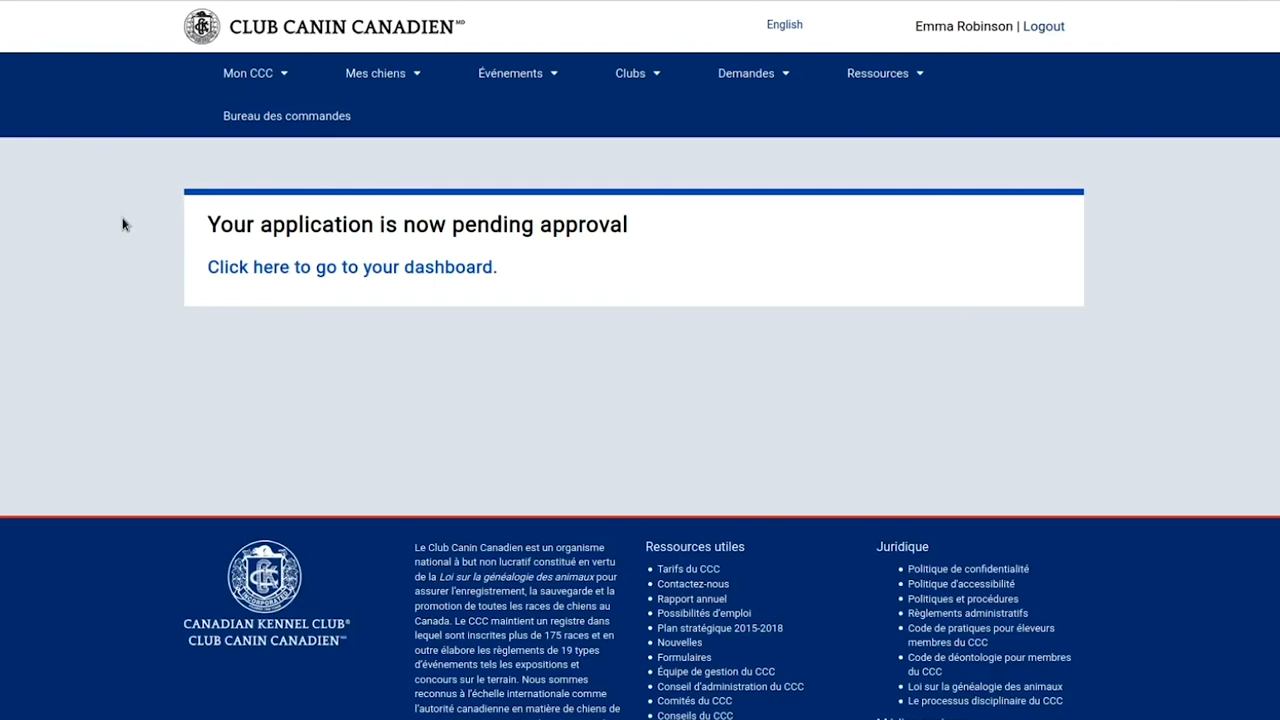 CLUB CANIN CANADIEN MD
English
Emma Robinson | Logout
Mon CCC
Mes chiens
Événements
Clubs
Demandes
Ressources
Bureau des commandes
Your application is now pending approval
Click here to go to your dashboard.
CANADIAN KENNEL CLUB®
CLUB CANIN CANADIEN
Le Club Canin Canadien est un organisme
national à but non lucratif constitué en vertu
de la Loi sur la généalogie des animaux pour
assurer l'enregistrement, la sauvegarde et la
promotion de toutes les races de chiens au
Canada. Le CCC maintient un registre dans
lequel sont inscrites plus de 175 races et en
outre élabore les règlements de 19 types
d'événements tels les expositions et
concours sur le terrain. Nous sommes
reconnus à l'échelle internationale comme
l'autorité canadienne en matière de chiens de
Ressources utiles
• Tarifs du CCC
• Contactez-nous
• Rapport annuel
• Possibilités d'emploi
• Plan stratégique 2015-2018
• Nouvelles
• Formulaires
• Équipe de gestion du CCC
• Conseil d'administration du CCC
• Comités du CCC
• Conseils du CCC
Juridique
• Politique de confidentialité
• Politique d'accessibilité
• Politiques et procédures
• Règlements administratifs
• Code de pratiques pour éleveurs
membres du CCC
• Code de déontologie pour membres
du CCC
• Loi sur la généalogie des animaux
• Le processus disciplinaire du CCC